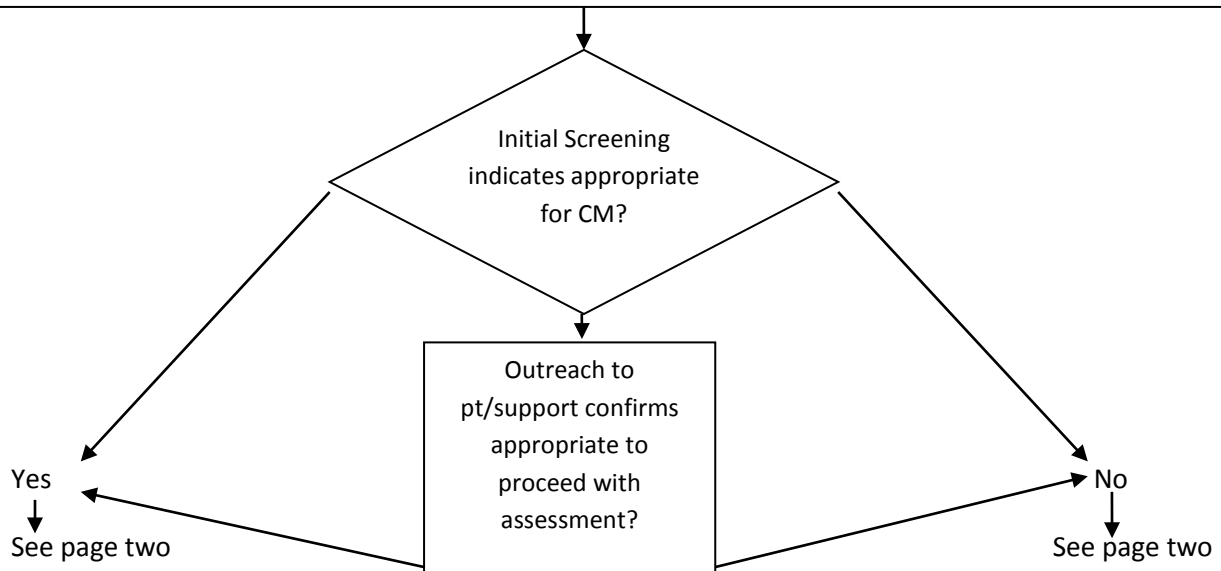 Initial Screening
indicates appropriate
for CM?
Outreach to
pt/support confirms
appropriate to
proceed with
assessment?
Yes
See page two
No
See page two